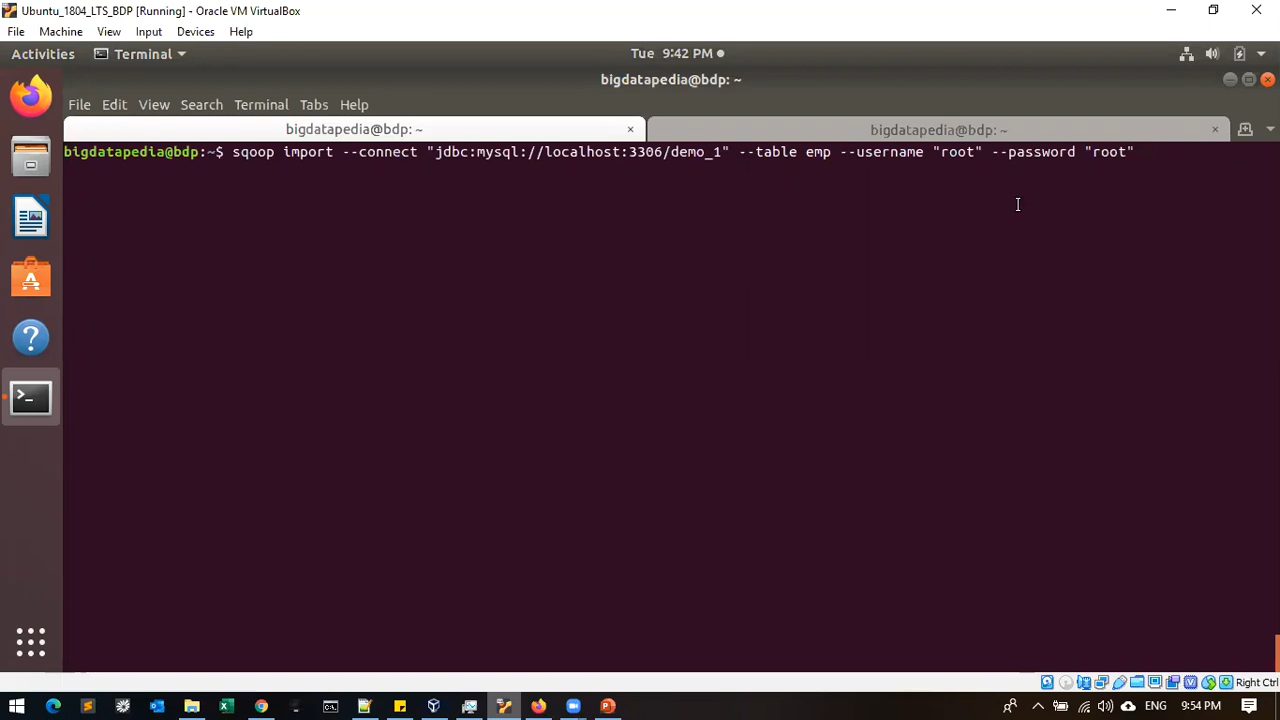 Ubuntu_1804_LTS_BDP [Running] - Oracle VM VirtualBox
File Machine View Input Devices Help
Activities Terminal Tue 9:42 PM
bigdatapedia@bdp: ~
File Edit View Search Terminal Tabs Help
bigdatapedia@bdp: ~ × bigdatapedia@bdp: ~ ×
bigdatapedia@bdp:~$ sqoop import --connect "jdbc:mysql://localhost:3306/demo_1" --table emp --username "root" --password "root"
Right Ctrl
ENG 9:54 PM